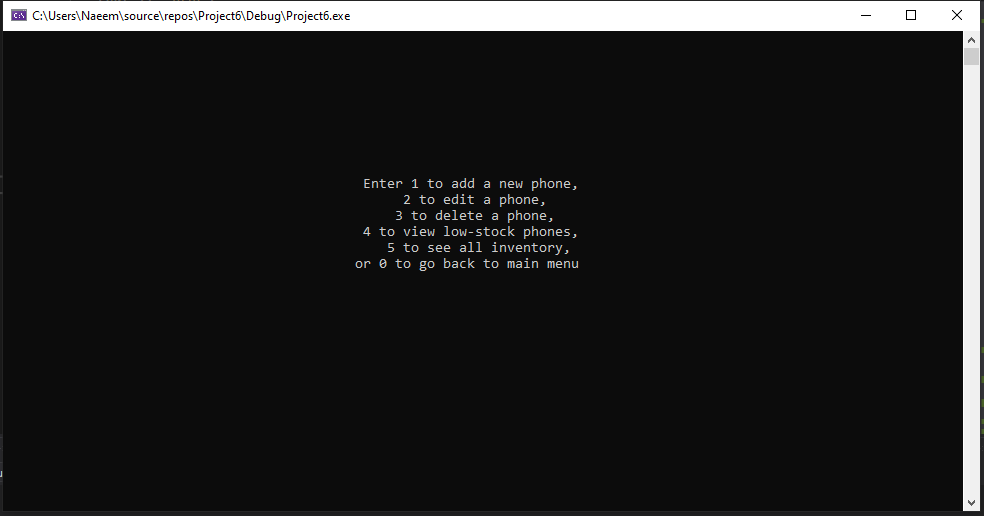 C:\Users\Naeem\source\repos\Project6\Debug\Project6.exe
Enter 1 to add a new phone,
2 to edit a phone,
3 to delete a phone,
4 to view low-stock phones,
5 to see all inventory,
or 0 to go back to main menu